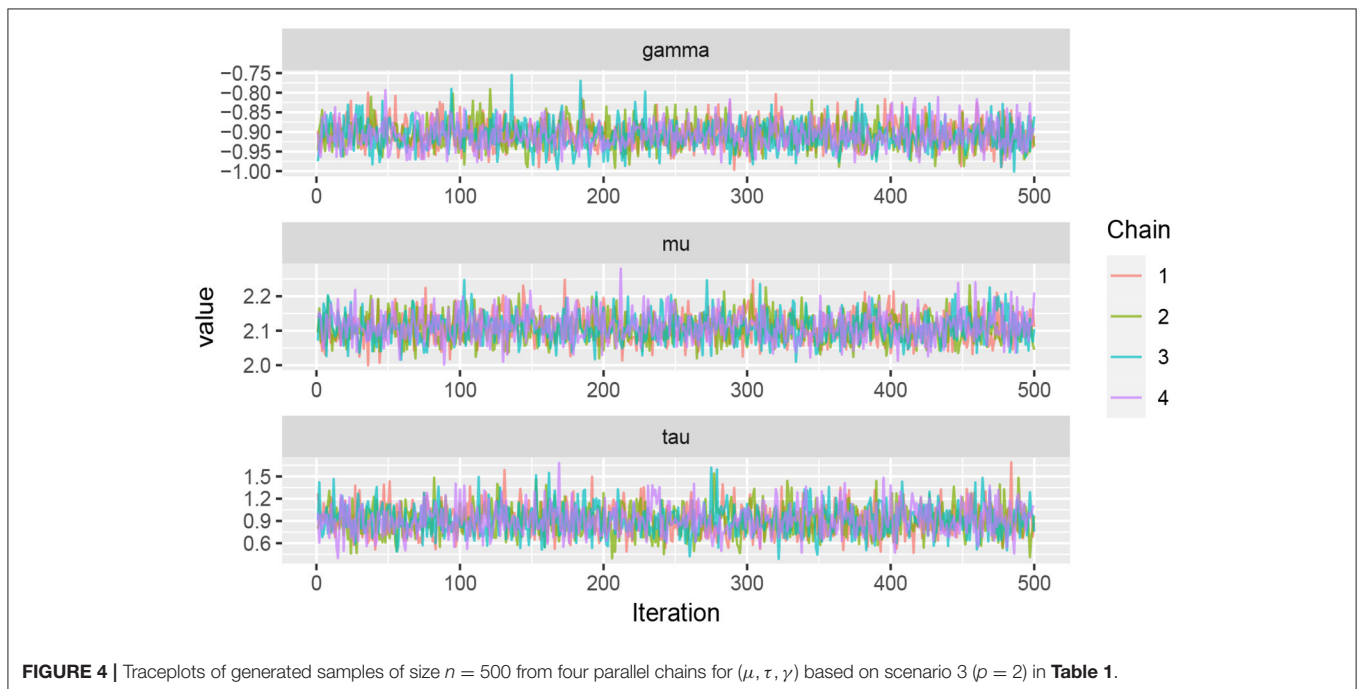 gamma
−0.75
−0.80
−0.85
−0.90
−0.95
−1.00
0 100 200 300 400 500
mu
2.2
2.1
2.0
0 100 200 300 400 500
tau
1.5
1.2
0.9
0.6
0 100 200 300 400 500
value
Iteration
Chain
1
2
3
4
FIGURE 4 | Traceplots of generated samples of size n = 500 from four parallel chains for (μ, τ, γ) based on scenario 3 (p = 2) in Table 1.